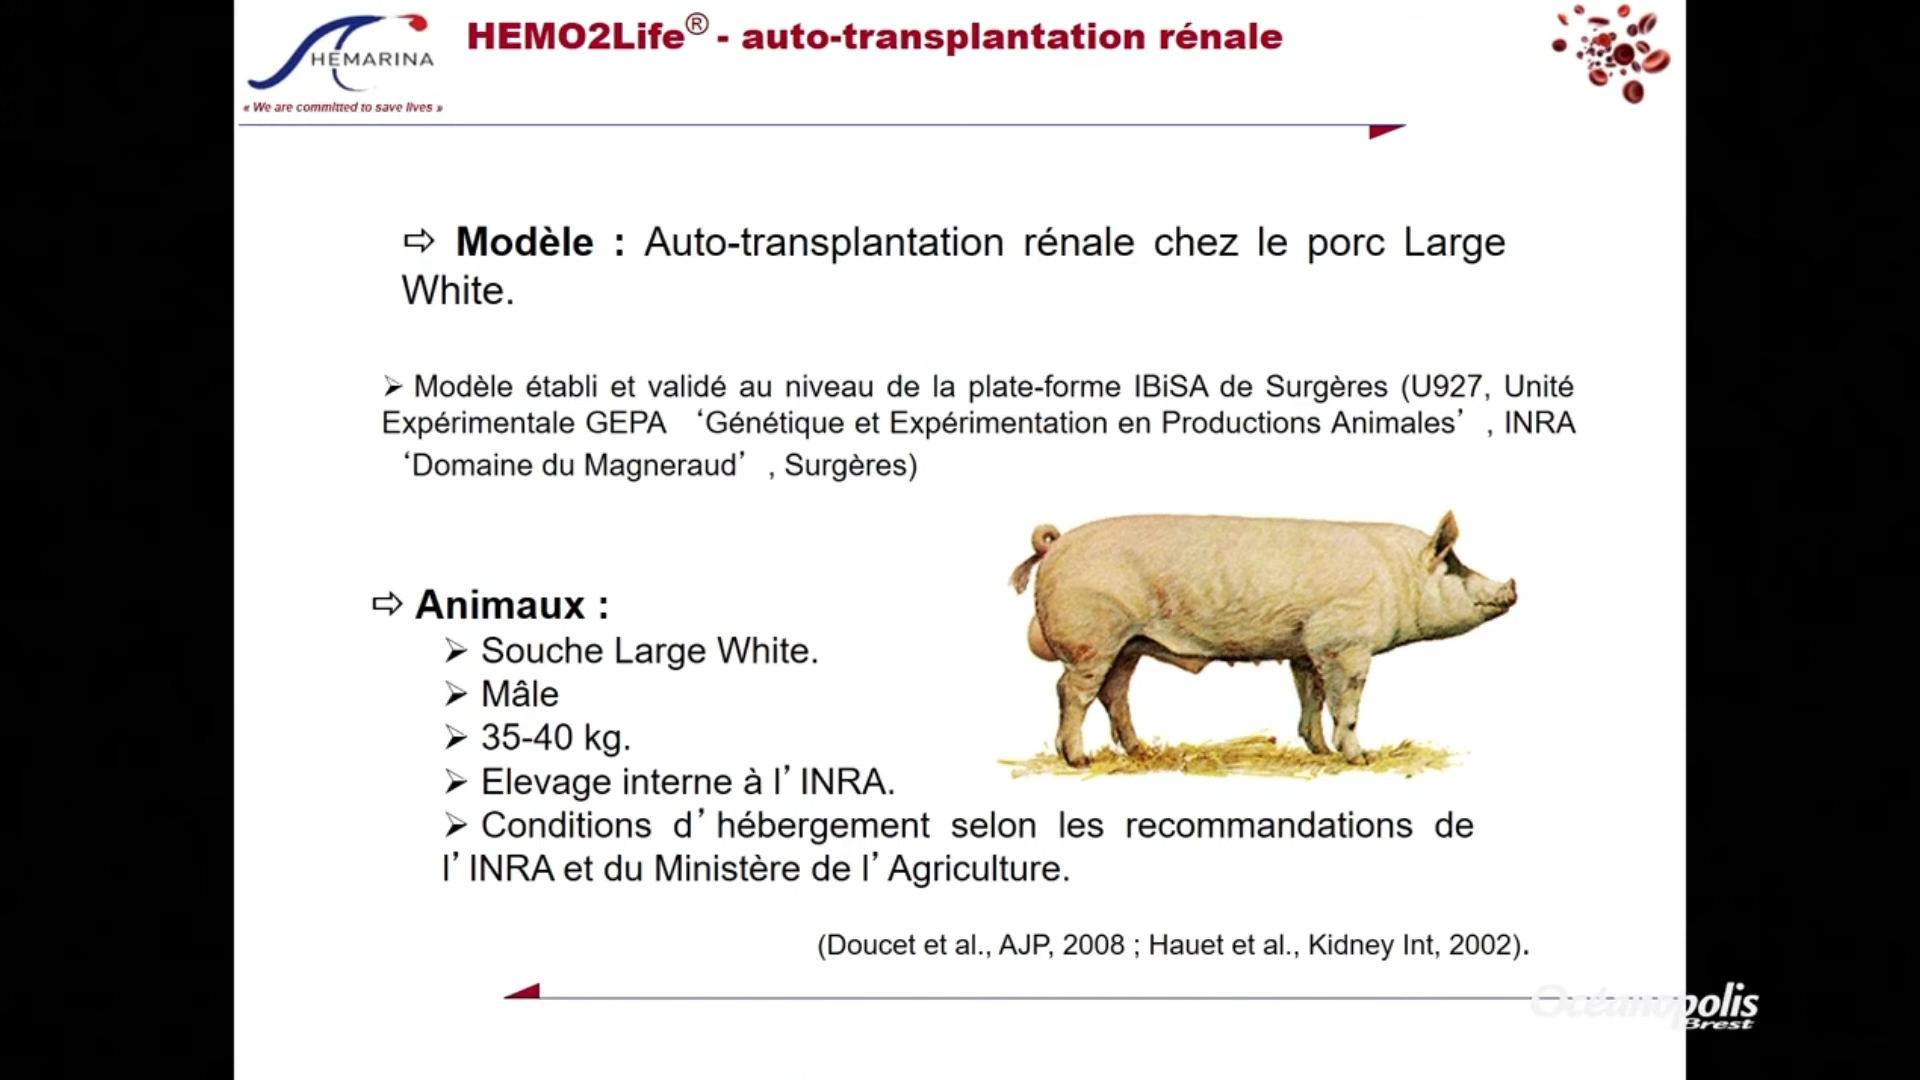 HEMARINA
« We are committed to save lives »
HEMO2Life® - auto-transplantation rénale
⇨ Modèle : Auto-transplantation rénale chez le porc Large
White.
➢ Modèle établi et validé au niveau de la plate-forme IBiSA de Surgères (U927, Unité
Expérimentale GEPA ‘Génétique et Expérimentation en Productions Animales’ , INRA
‘Domaine du Magneraud’ , Surgères)
⇨ Animaux :
➢ Souche Large White.
➢ Mâle
➢ 35-40 kg.
➢ Elevage interne à l’ INRA.
➢ Conditions d’ hébergement selon les recommandations de
l’ INRA et du Ministère de l’ Agriculture.
(Doucet et al., AJP, 2008 ; Hauet et al., Kidney Int, 2002).
Océanopolis
Brest